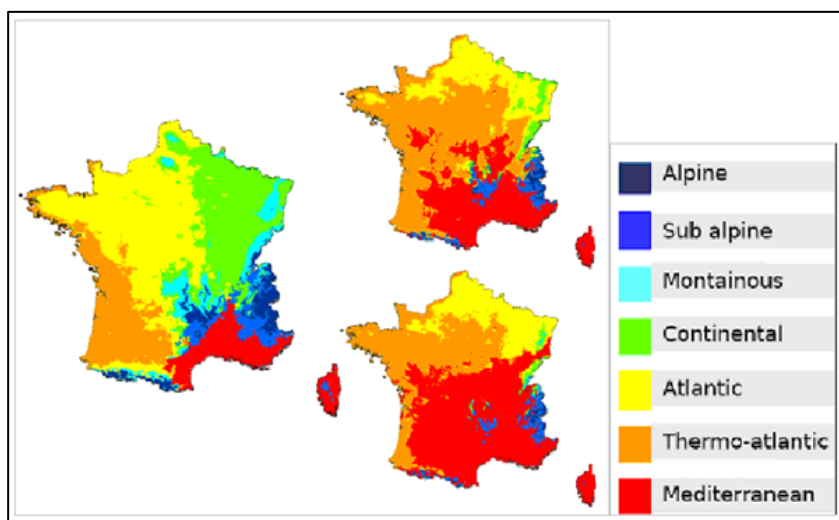 Alpine
Sub alpine
Montainous
Continental
Atlantic
Thermo-atlantic
Mediterranean